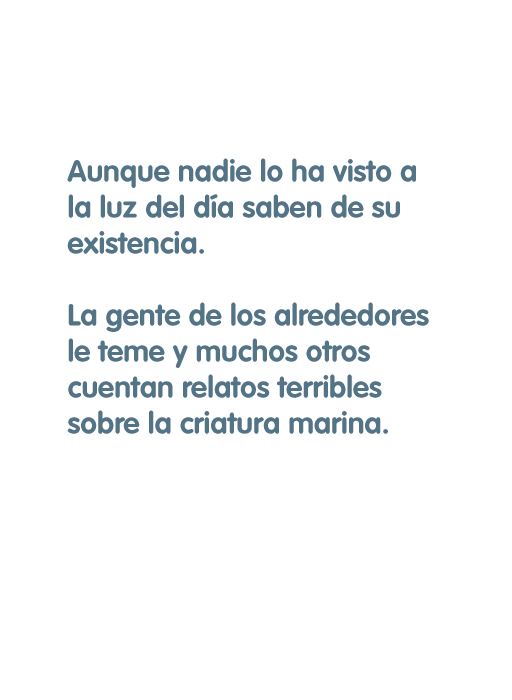 Aunque nadie lo ha visto a
la luz del día saben de su
existencia.
La gente de los alrededores
le teme y muchos otros
cuentan relatos terribles
sobre la criatura marina.